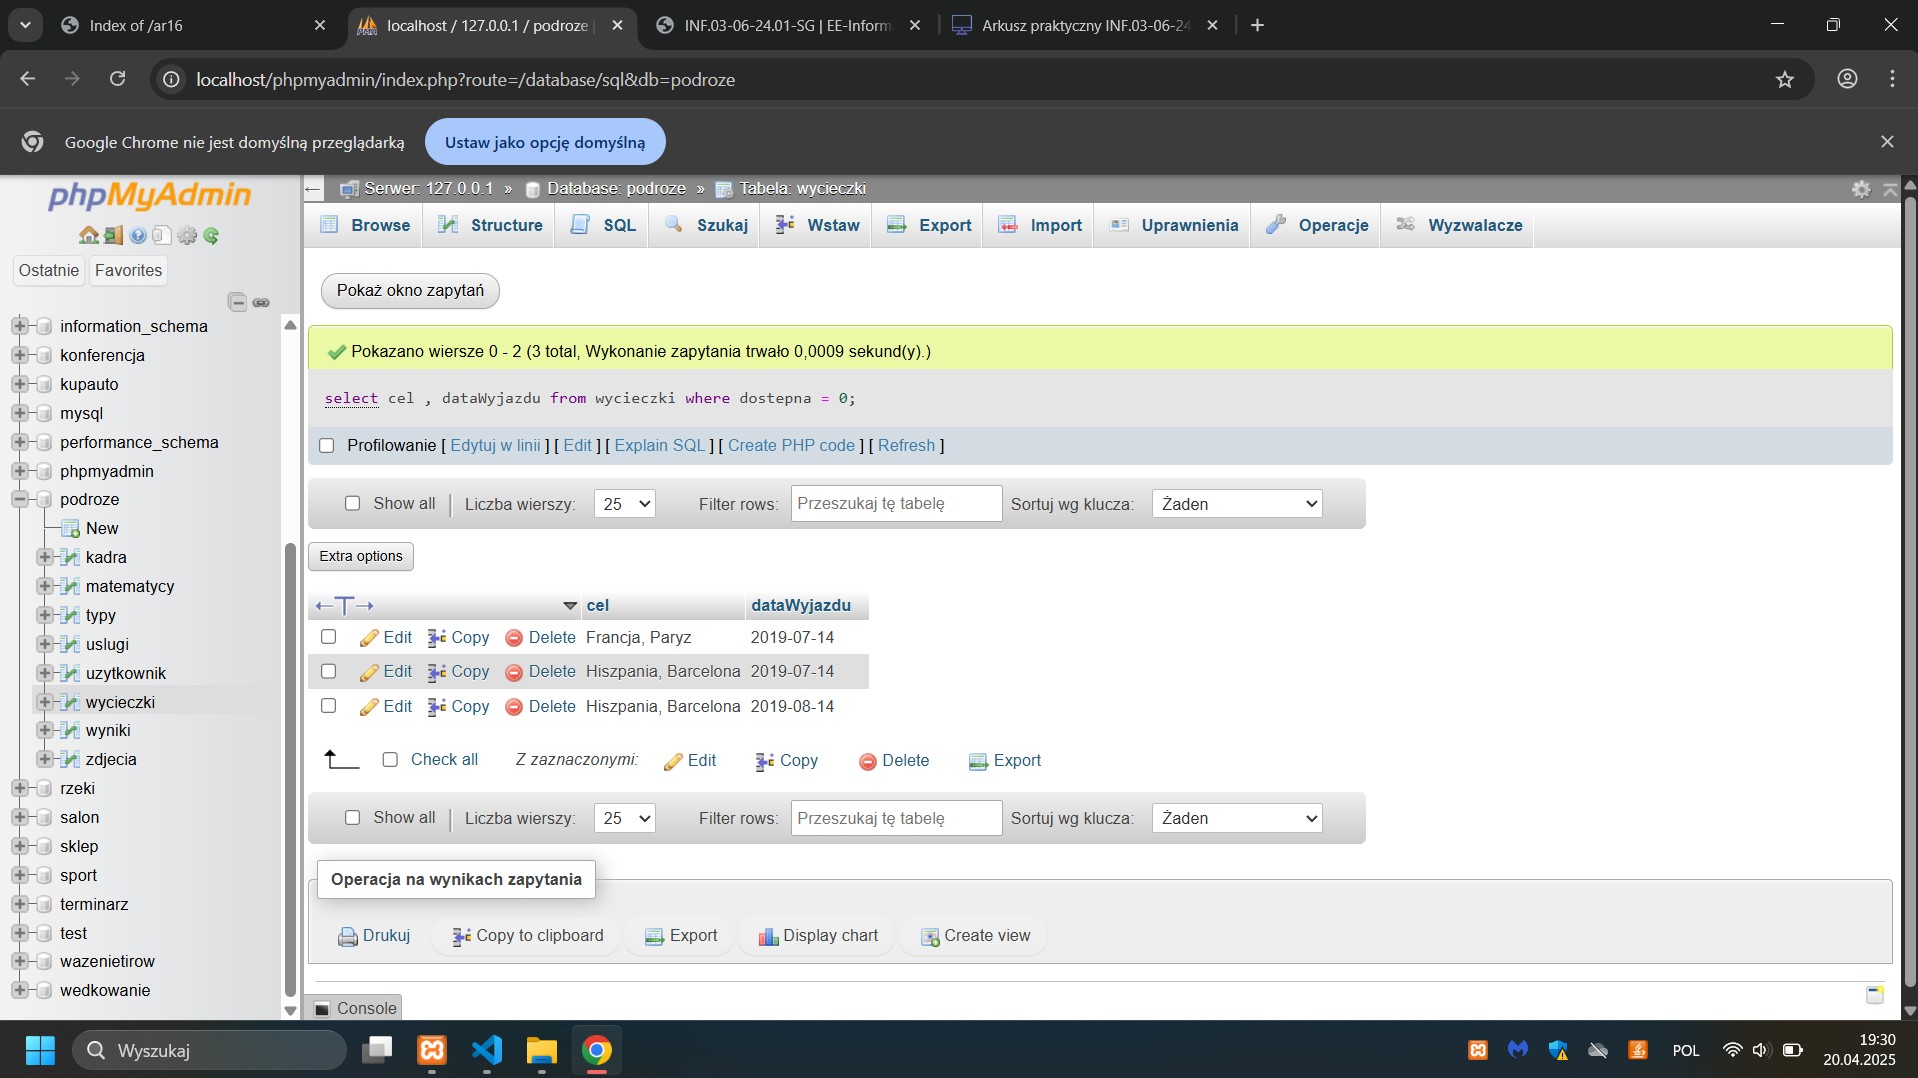 Index of /ar16
localhost / 127.0.0.1 / podroze |
INF.03-06-24.01-SG | EE-Inform
Arkusz praktyczny INF.03-06-24
localhost/phpmyadmin/index.php?route=/database/sql&db=podroze
Google Chrome nie jest domyślną przeglądarką
Ustaw jako opcję domyślną
phpMyAdmin
Ostatnie
Favorites
information_schema
konferencja
kupauto
mysql
performance_schema
phpmyadmin
podroze
New
kadra
matematycy
typy
uslugi
uzytkownik
wycieczki
wyniki
zdjecia
rzeki
salon
sklep
sport
terminarz
test
wazenietirow
wedkowanie
Serwer: 127.0.0.1 » Database: podroze » Tabela: wycieczki
Browse Structure SQL Szukaj Wstaw Export Import Uprawnienia Operacje Wyzwalacze
Pokaż okno zapytań
Pokazano wiersze 0 - 2 (3 total, Wykonanie zapytania trwało 0,0009 sekund(y).)
select cel , dataWyjazdu from wycieczki where dostepna = 0;
Profilowanie [ Edytuj w linii ] [ Edit ] [ Explain SQL ] [ Create PHP code ] [ Refresh ]
Show all | Liczba wierszy: 25 Filter rows: Przeszukaj tę tabelę Sortuj wg klucza: Żaden
Extra options
←T→ cel dataWyjazdu
Edit Copy Delete Francja, Paryz 2019-07-14
Edit Copy Delete Hiszpania, Barcelona 2019-07-14
Edit Copy Delete Hiszpania, Barcelona 2019-08-14
Check all Z zaznaczonymi: Edit Copy Delete Export
Show all | Liczba wierszy: 25 Filter rows: Przeszukaj tę tabelę Sortuj wg klucza: Żaden
Operacja na wynikach zapytania
Drukuj Copy to clipboard Export Display chart Create view
Console
Wyszukaj
POL
19:30
20.04.2025